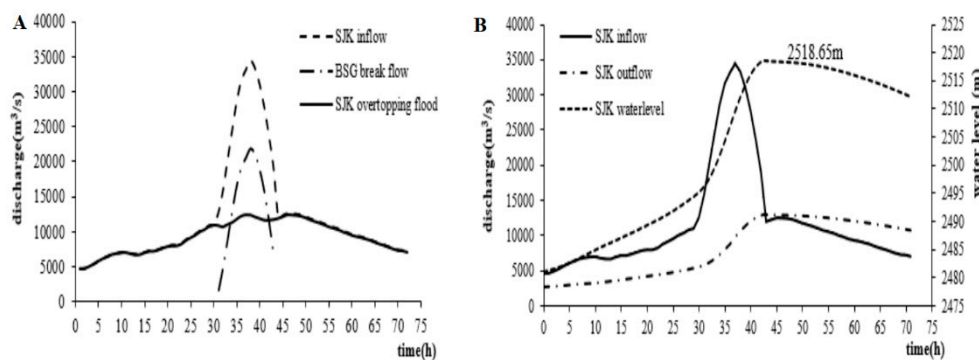 A
40000
35000
30000
25000
20000
15000
10000
5000
0
discharge(m³/s)
SJK inflow
BSG break flow
SJK overtopping flood
0 5 10 15 20 25 30 35 40 45 50 55 60 65 70 75
time(h)
B
40000
35000
30000
25000
20000
15000
10000
5000
0
discharge(m³/s)
SJK inflow
SJK outflow
SJK waterlevel
2518.65m
2525
2520
2515
2510
2505
2500
2495
2490
2485
2480
2475
water level (m)
0 5 10 15 20 25 30 35 40 45 50 55 60 65 70 75
time(h)